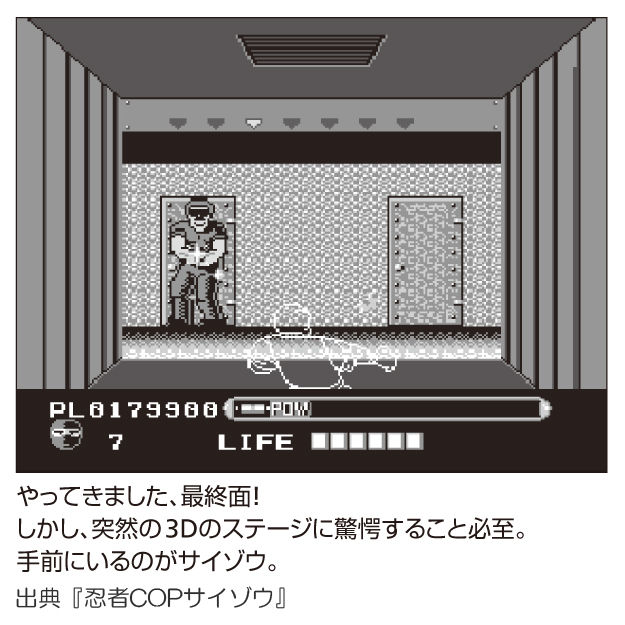 PL0179900 POW
7 LIFE
やってきました、最終面!
しかし、突然の3Dのステージに驚愕すること必至。
手前にいるのがサイゾウ。
出典『忍者COPサイゾウ』